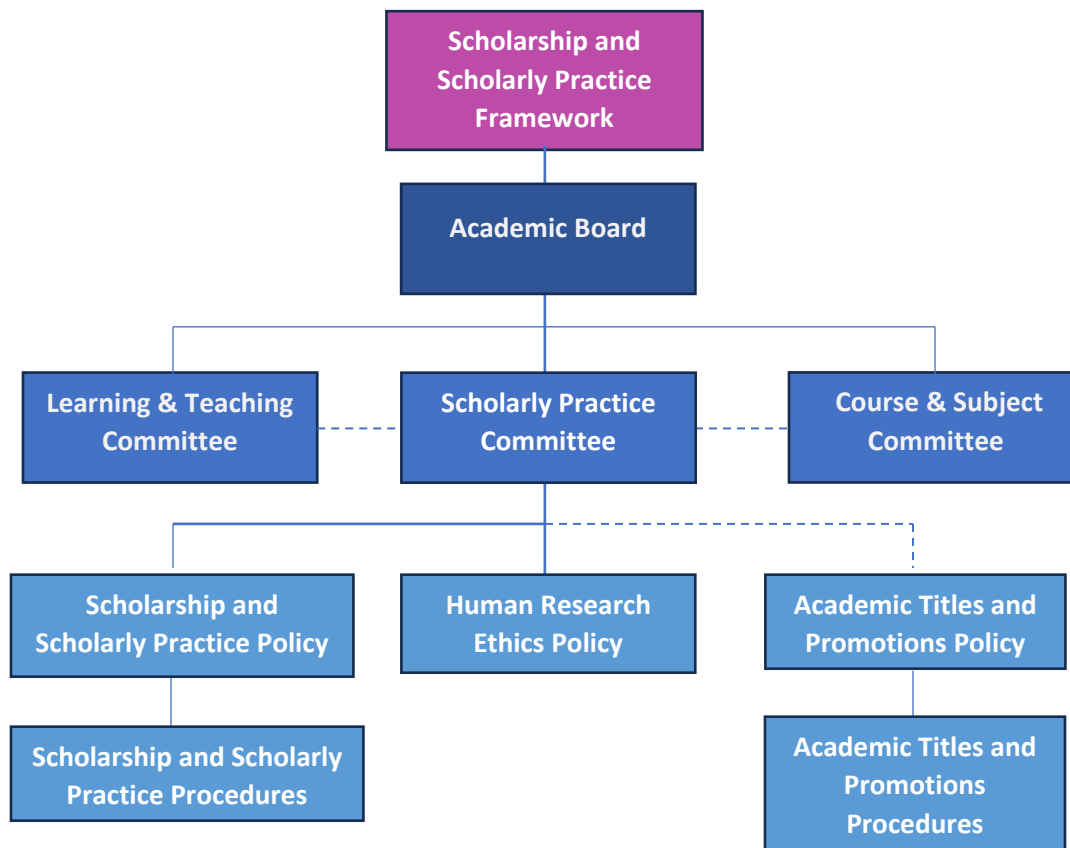 Scholarship and
Scholarly Practice
Framework
Academic Board
Learning & Teaching
Committee
Scholarly Practice
Committee
Course & Subject
Committee
Scholarship and
Scholarly Practice Policy
Human Research
Ethics Policy
Academic Titles and
Promotions Policy
Scholarship and Scholarly
Practice Procedures
Academic Titles and
Promotions
Procedures